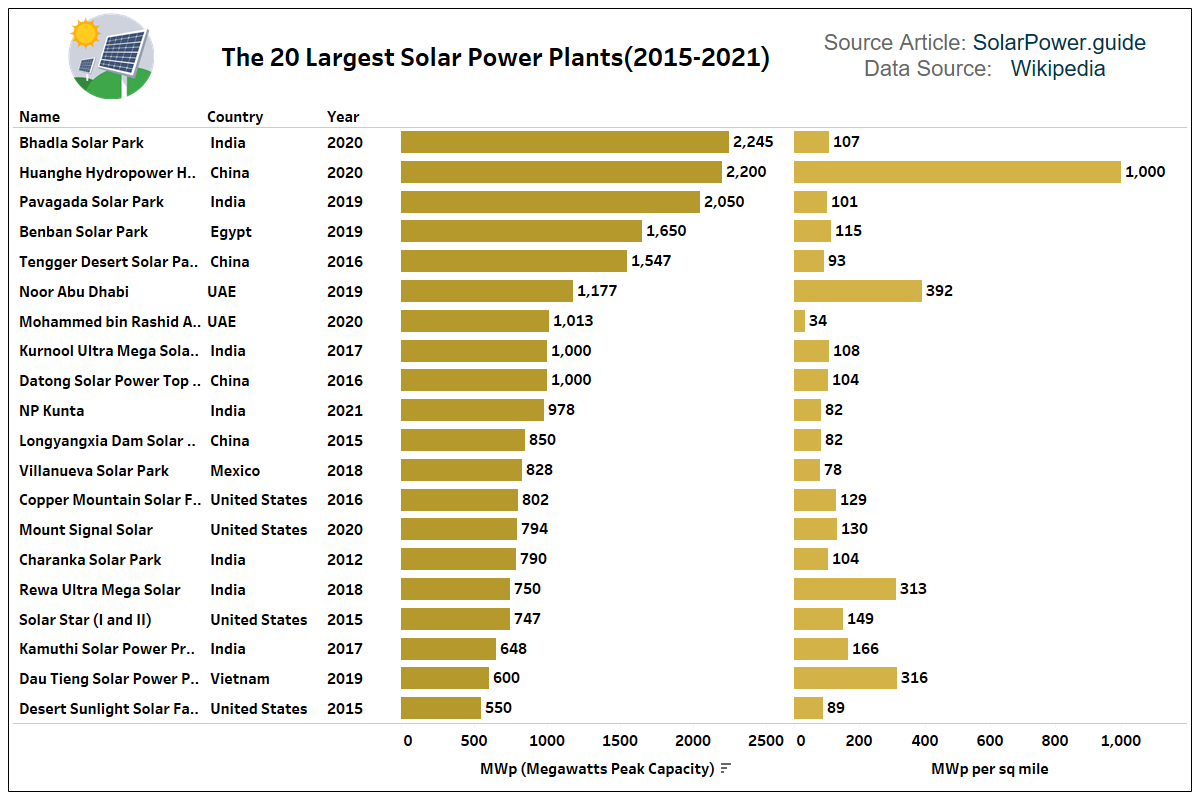 The 20 Largest Solar Power Plants(2015-2021)
Source Article: SolarPower.guide
Data Source: Wikipedia
Name Country Year
Bhadla Solar Park India 2020 2,245 107
Huanghe Hydropower H.. China 2020 2,200 1,000
Pavagada Solar Park India 2019 2,050 101
Benban Solar Park Egypt 2019 1,650 115
Tengger Desert Solar Pa.. China 2016 1,547 93
Noor Abu Dhabi UAE 2019 1,177 392
Mohammed bin Rashid A.. UAE 2020 1,013 34
Kurnool Ultra Mega Sola.. India 2017 1,000 108
Datong Solar Power Top .. China 2016 1,000 104
NP Kunta India 2021 978 82
Longyangxia Dam Solar .. China 2015 850 82
Villanueva Solar Park Mexico 2018 828 78
Copper Mountain Solar F.. United States 2016 802 129
Mount Signal Solar United States 2020 794 130
Charanka Solar Park India 2012 790 104
Rewa Ultra Mega Solar India 2018 750 313
Solar Star (I and II) United States 2015 747 149
Kamuthi Solar Power Pr.. India 2017 648 166
Dau Tieng Solar Power P.. Vietnam 2019 600 316
Desert Sunlight Solar Fa.. United States 2015 550 89
0 500 1000 1500 2000 2500 0 200 400 600 800 1,000
MWp (Megawatts Peak Capacity) MWp per sq mile